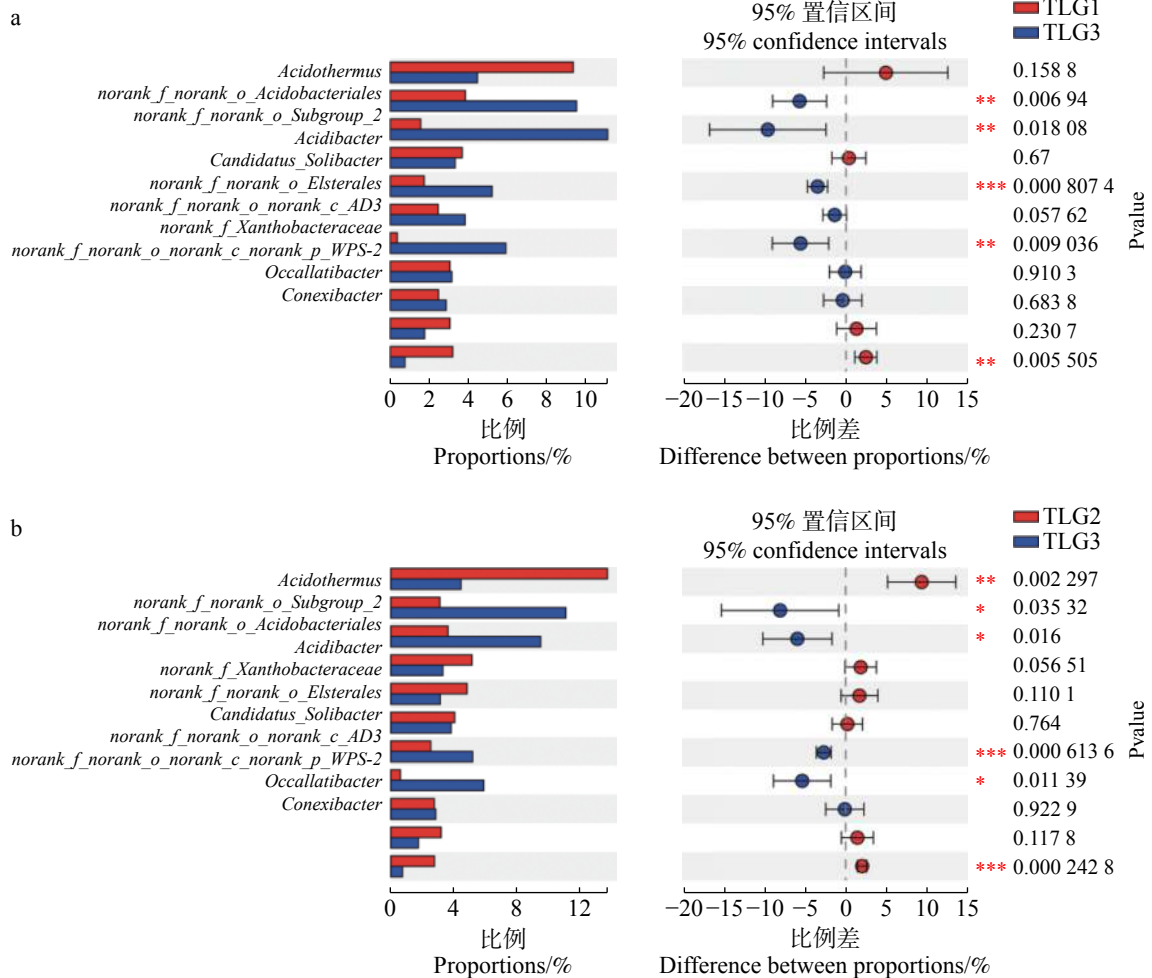 a
95% 置信区间
95% confidence intervals
TLG1
TLG3
Acidothermus
norank_f_norank_o_Acidobacteriales
norank_f_norank_o_Subgroup_2
Acidibacter
Candidatus_Solibacter
norank_f_norank_o_Elsterales
norank_f_norank_o_norank_c_AD3
norank_f_Xanthobacteraceae
norank_f_norank_o_norank_c_norank_p_WPS-2
Occallatibacter
Conexibacter
0.158 8
** 0.006 94
** 0.018 08
0.67
*** 0.000 807 4
0.057 62
** 0.009 036
0.910 3
0.683 8
0.230 7
** 0.005 505
Pvalue
0 2 4 6 8 10
比例
Proportions/%
−20 −15 −10 −5 0 5 10 15
比例差
Difference between proportions/%
b
95% 置信区间
95% confidence intervals
TLG2
TLG3
Acidothermus
norank_f_norank_o_Subgroup_2
norank_f_norank_o_Acidobacteriales
Acidibacter
norank_f_Xanthobacteraceae
norank_f_norank_o_Elsterales
Candidatus_Solibacter
norank_f_norank_o_norank_c_AD3
norank_f_norank_o_norank_c_norank_p_WPS-2
Occallatibacter
Conexibacter
** 0.002 297
* 0.035 32
* 0.016
0.056 51
0.110 1
0.764
*** 0.000 613 6
* 0.011 39
0.922 9
0.117 8
*** 0.000 242 8
Pvalue
0 4 8 12
比例
Proportions/%
−20 −15 −10 −5 0 5 10 15
比例差
Difference between proportions/%